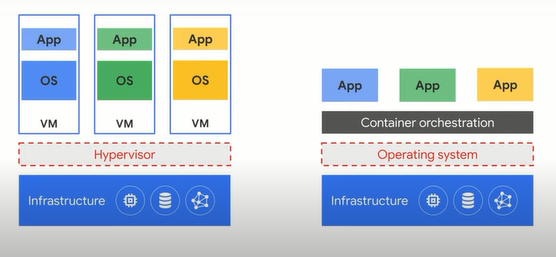 App
OS
VM
App
OS
VM
App
OS
VM
Hypervisor
Infrastructure
App
App
App
Container orchestration
Operating system
Infrastructure